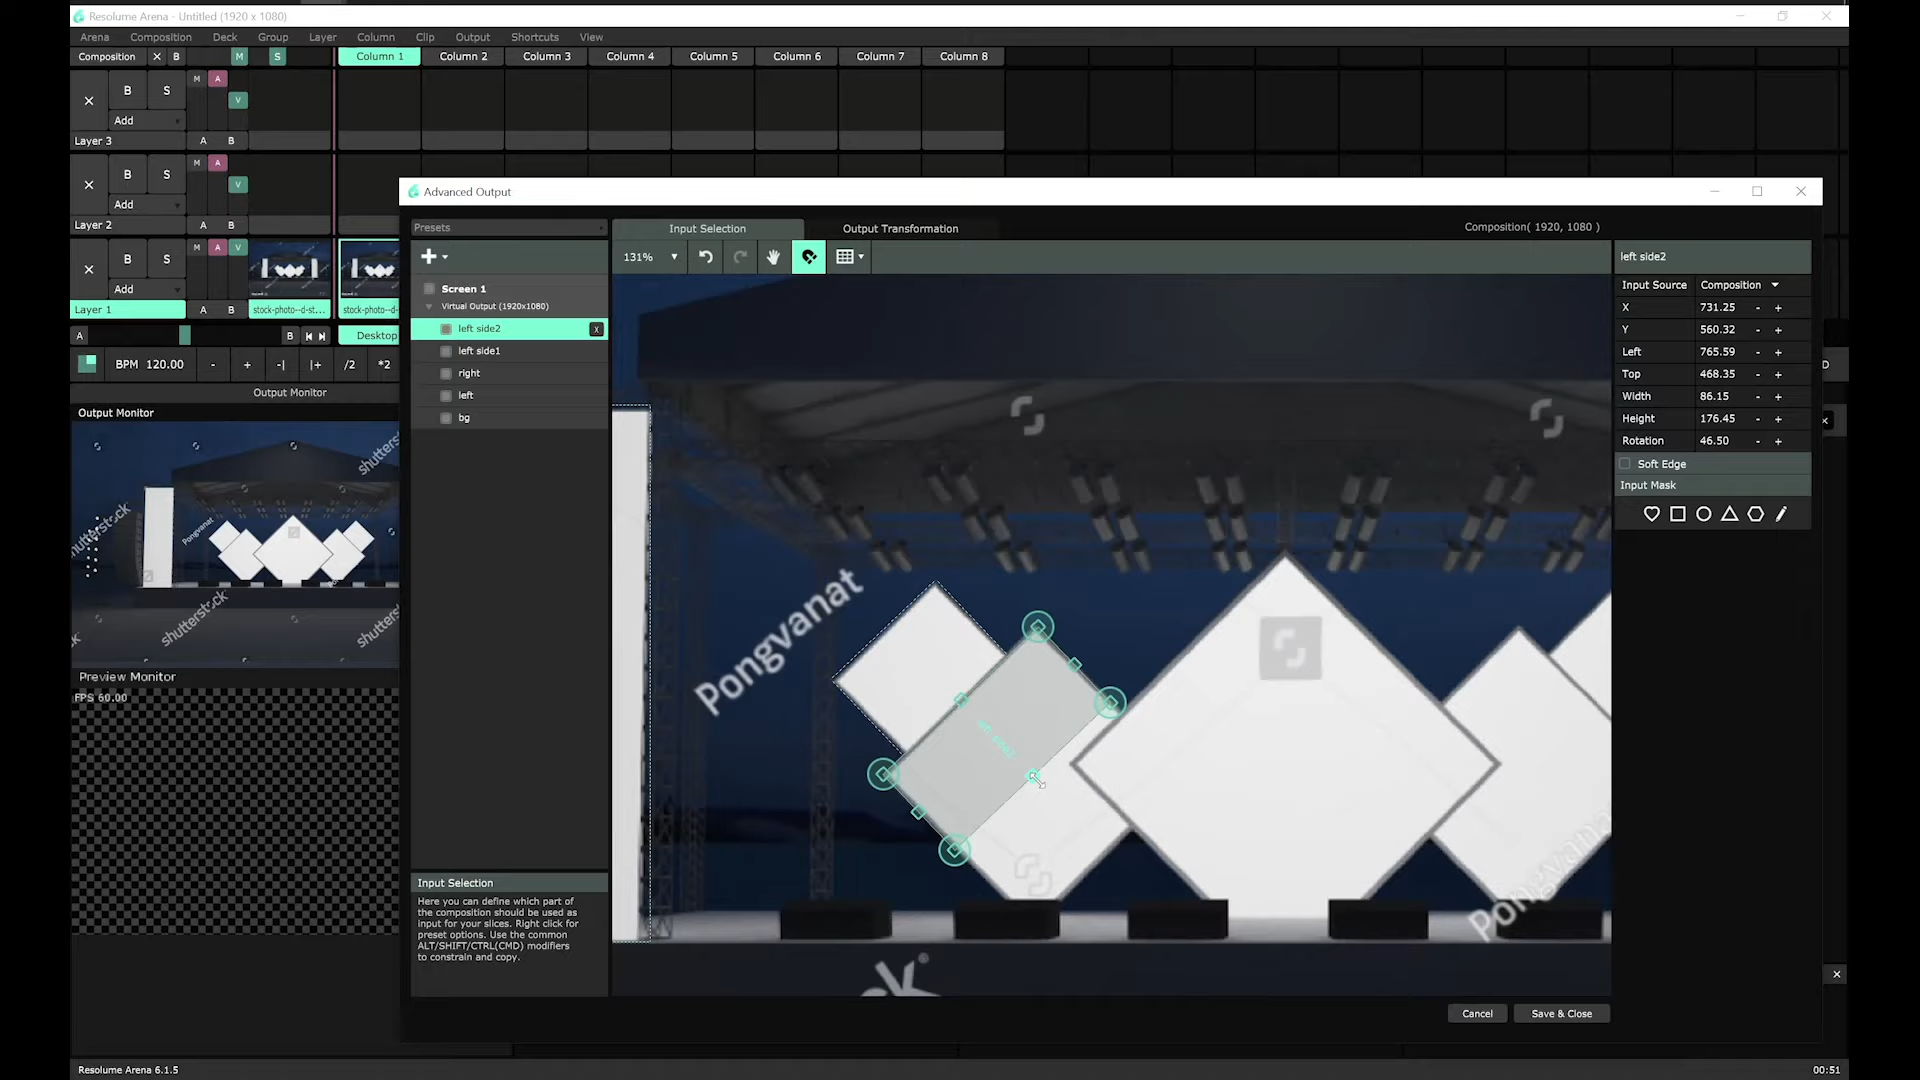 Resolume Arena - Untitled (1920 x 1080)
Arena Composition Deck Group Layer Column Clip Output Shortcuts View
Composition X B M S Column 1 Column 2 Column 3 Column 4 Column 5 Column 6 Column 7 Column 8
M A
X B S
V
Add
Layer 3 A B
M A
X B S
V
Add
Layer 2 A B
M A V
X B S
Add
Layer 1 A B stock-photo--d-st... stock-photo--d-st...
A B Desktop
BPM 120.00 - + -| |+ /2 *2
Output Monitor
Output Monitor
shutterstock
shutterstock
Pongvanat
shutterstock
Preview Monitor
FPS 60.00
Advanced Output
Presets
Screen 1
Virtual Output (1920x1080)
left side2 x
left side1
right
left
bg
Input Selection
Here you can define which part
of the composition should be used as
input for your slices. Right click for
preset options. Use the common
ALT/SHIFT/CTRL(CMD) modifiers
to constrain and copy.
Input Selection Output Transformation Composition( 1920, 1080 )
131%
Pongvanat
left side2
Pongvanat
k
left side2
Input Source Composition
X 731.25 - +
Y 560.32 - +
Left 765.59 - +
Top 468.35 - +
Width 86.15 - +
Height 176.45 - +
Rotation 46.50 - +
Soft Edge
Input Mask
Cancel Save & Close
D
Resolume Arena 6.1.5 00:51